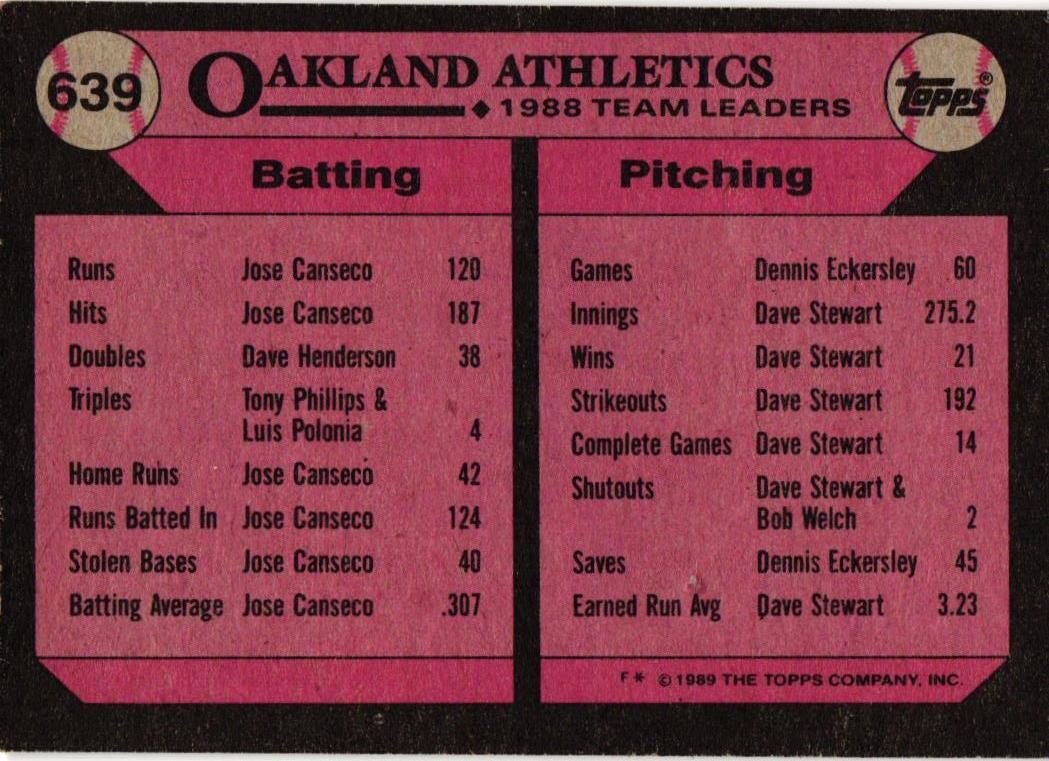 639
OAKLAND ATHLETICS
◆ 1988 TEAM LEADERS
Topps®
Batting
Runs Jose Canseco 120
Hits Jose Canseco 187
Doubles Dave Henderson 38
Triples Tony Phillips &
Luis Polonia 4
Home Runs Jose Canseco 42
Runs Batted In Jose Canseco 124
Stolen Bases Jose Canseco 40
Batting Average Jose Canseco .307
Pitching
Games Dennis Eckersley 60
Innings Dave Stewart 275.2
Wins Dave Stewart 21
Strikeouts Dave Stewart 192
Complete Games Dave Stewart 14
Shutouts Dave Stewart &
Bob Welch 2
Saves Dennis Eckersley 45
Earned Run Avg Dave Stewart 3.23
F* © 1989 THE TOPPS COMPANY, INC.